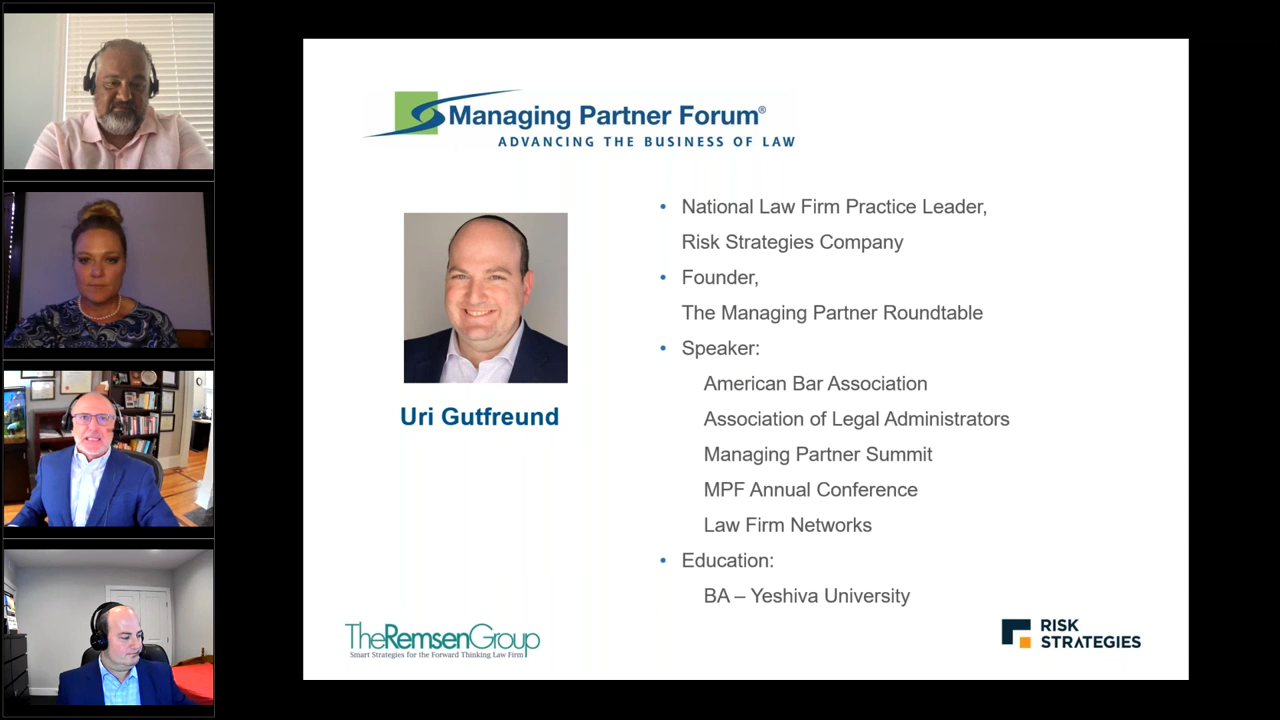 Managing Partner Forum®
ADVANCING THE BUSINESS OF LAW
Uri Gutfreund
• National Law Firm Practice Leader,
Risk Strategies Company
• Founder,
The Managing Partner Roundtable
• Speaker:
American Bar Association
Association of Legal Administrators
Managing Partner Summit
MPF Annual Conference
Law Firm Networks
• Education:
BA – Yeshiva University
TheRemsenGroup
Smart Strategies for the Forward Thinking Law Firm
RISK
STRATEGIES